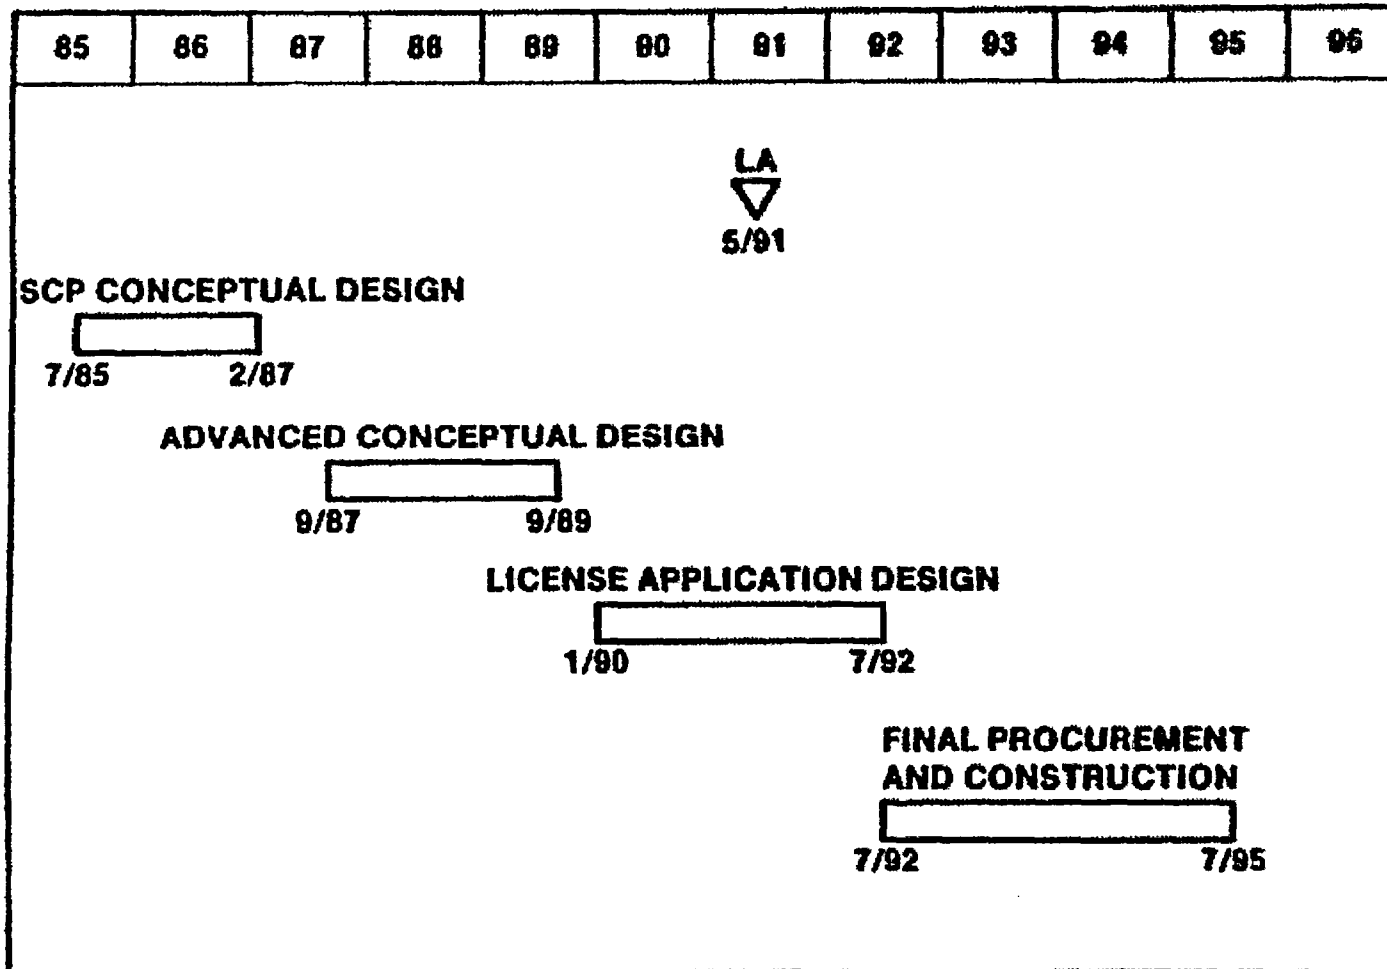 85 86 87 88 89 90 91 92 93 94 95 96
LA
5/91
SCP CONCEPTUAL DESIGN
7/85 2/87
ADVANCED CONCEPTUAL DESIGN
9/87 9/89
LICENSE APPLICATION DESIGN
1/90 7/92
FINAL PROCUREMENT
AND CONSTRUCTION
7/92 7/95